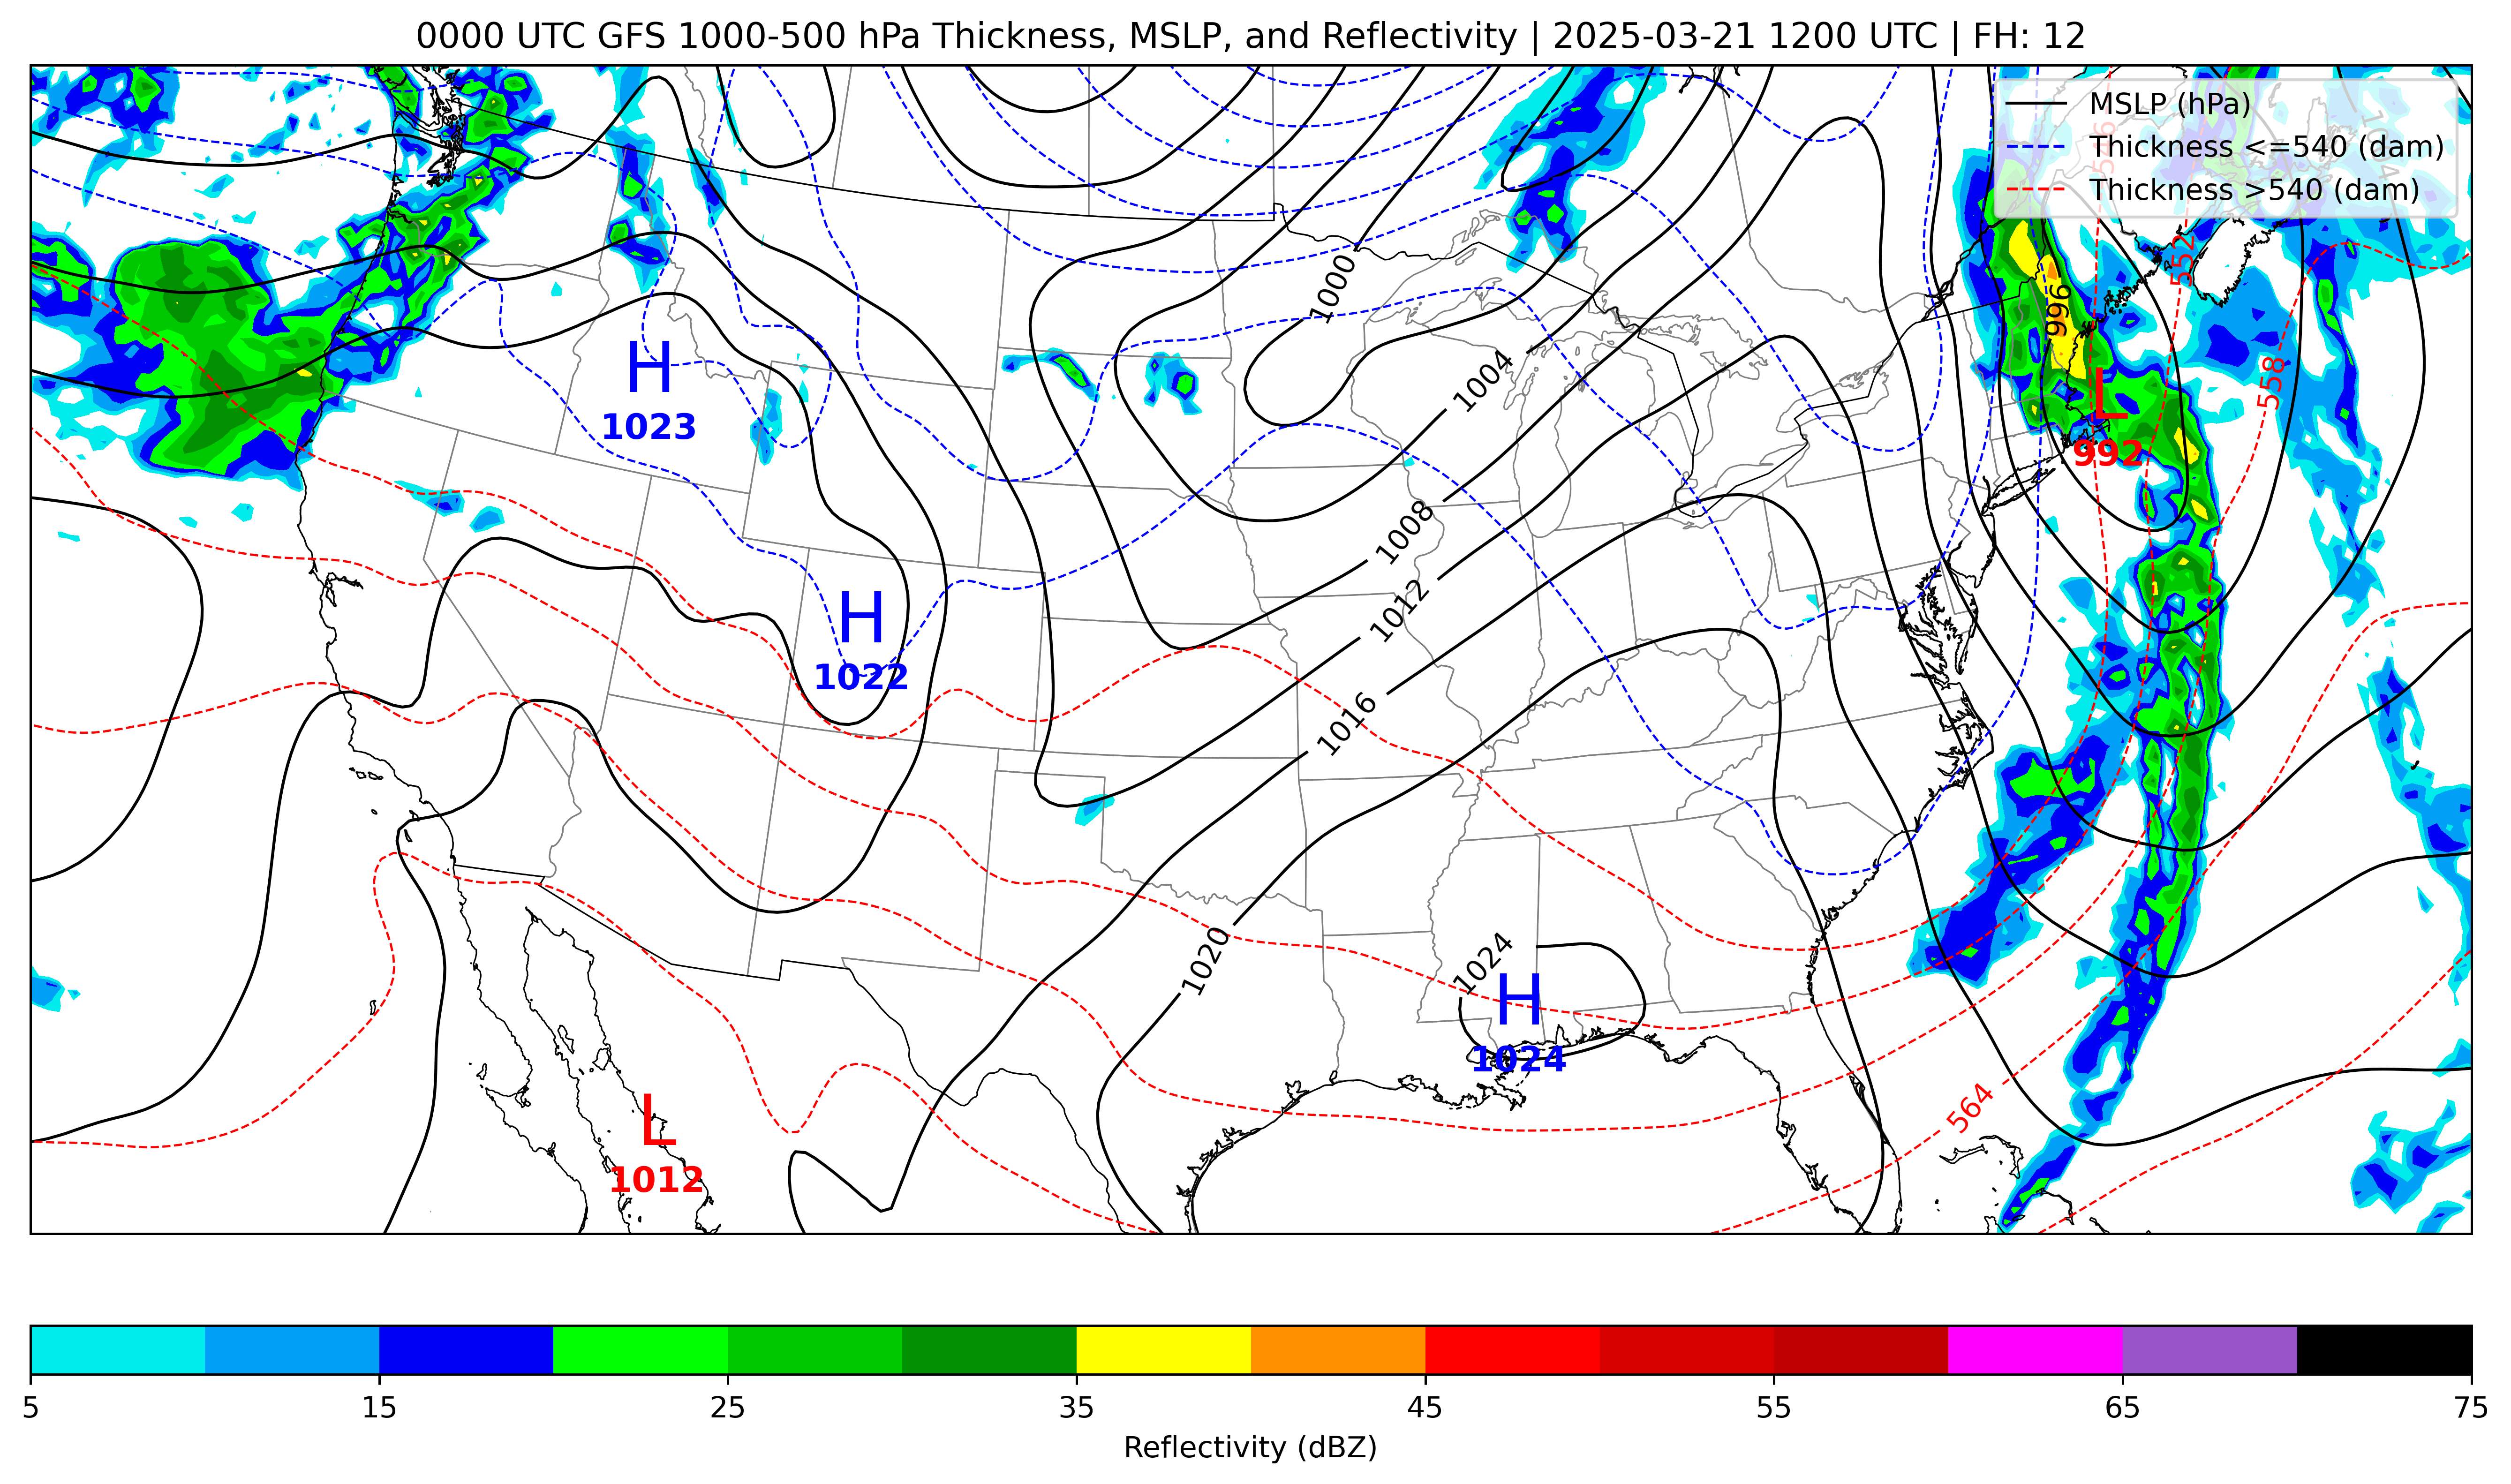 0000 UTC GFS 1000-500 hPa Thickness, MSLP, and Reflectivity | 2025-03-21 1200 UTC | FH: 12
MSLP (hPa)
Thickness <=540 (dam)
Thickness >540 (dam)
552
1000
996
H
1023
1004
L
992
558
1008
1012
H
1022
1016
1020
1024
H
1024
564
L
1012
5
15
25
35
45
55
65
75
Reflectivity (dBZ)